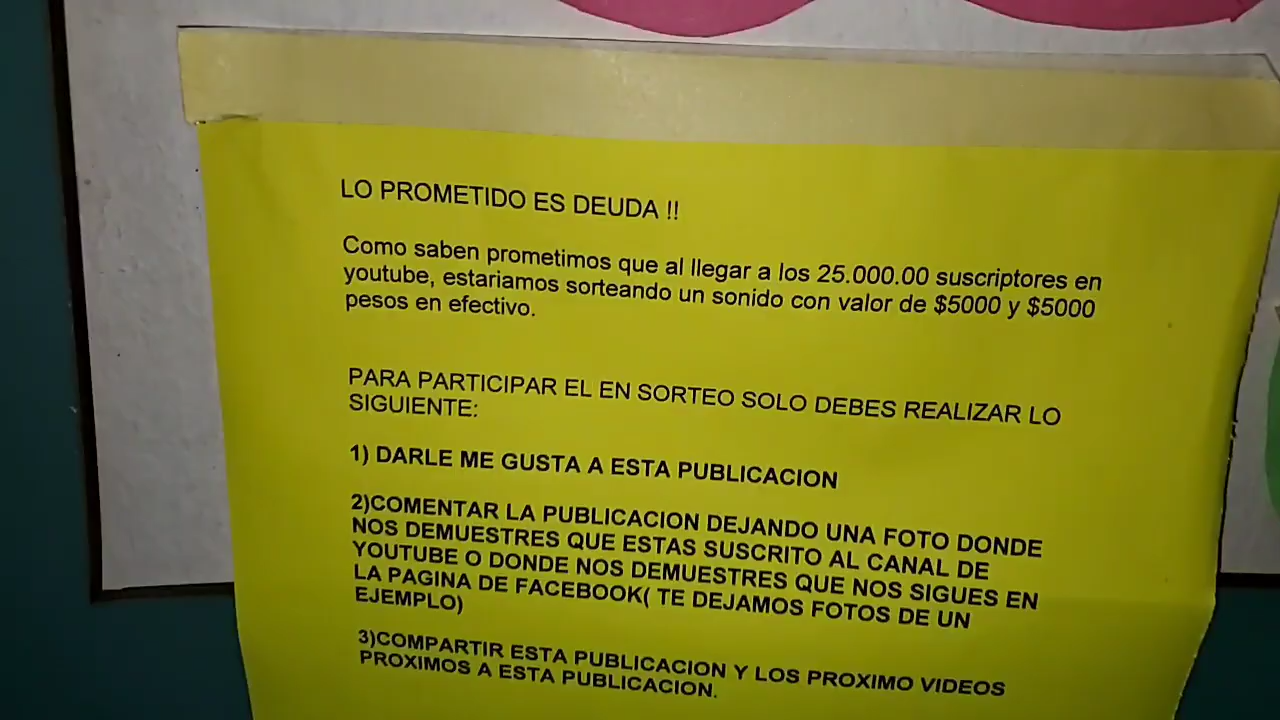 LO PROMETIDO ES DEUDA !!
Como saben prometimos que al llegar a los 25.000.00 suscriptores en
youtube, estariamos sorteando un sonido con valor de $5000 y $5000
pesos en efectivo.
PARA PARTICIPAR EL EN SORTEO SOLO DEBES REALIZAR LO
SIGUIENTE:
1) DARLE ME GUSTA A ESTA PUBLICACION
2)COMENTAR LA PUBLICACION DEJANDO UNA FOTO DONDE
NOS DEMUESTRES QUE ESTAS SUSCRITO AL CANAL DE
YOUTUBE O DONDE NOS DEMUESTRES QUE NOS SIGUES EN
LA PAGINA DE FACEBOOK( TE DEJAMOS FOTOS DE UN
EJEMPLO)
3)COMPARTIR ESTA PUBLICACION Y LOS PROXIMO VIDEOS
PROXIMOS A ESTA PUBLICACION.